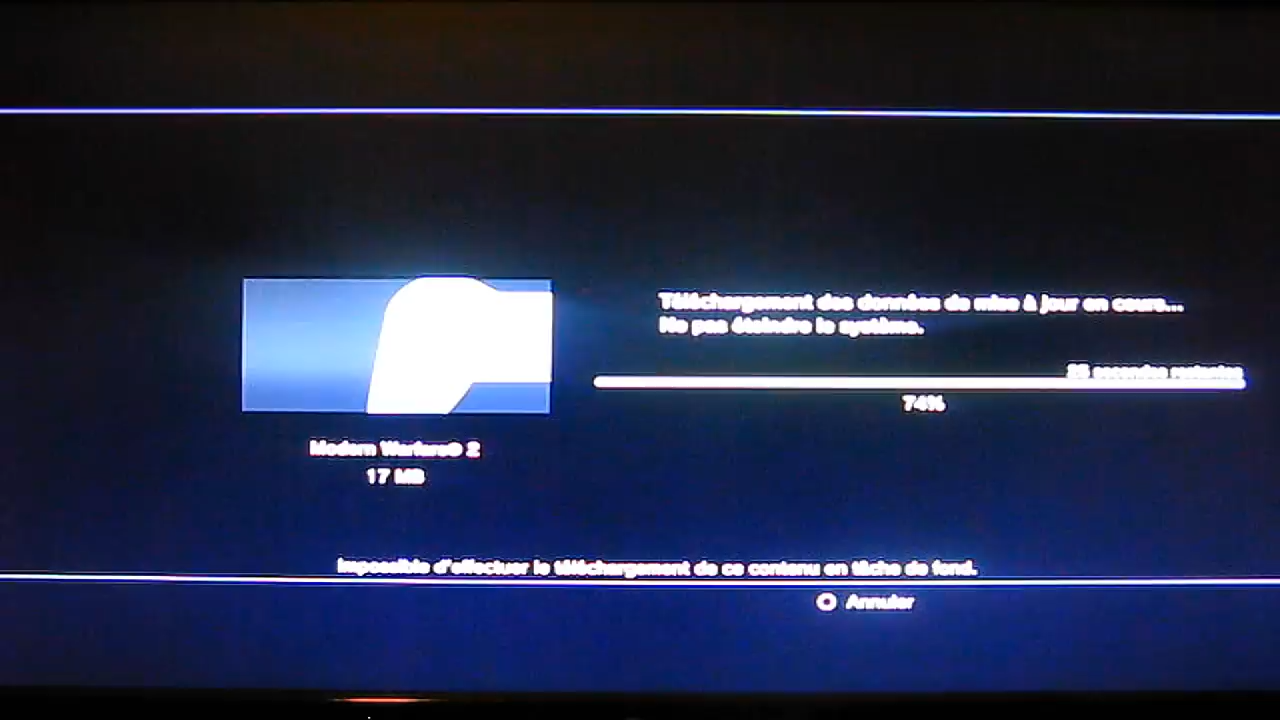 Téléchargement des données de mise à jour en cours...
Ne pas éteindre le système.
secondes restantes
74%
Modern Warfare® 2
17 MB
Impossible d'effectuer le téléchargement de ce contenu en tâche de fond.
Annuler